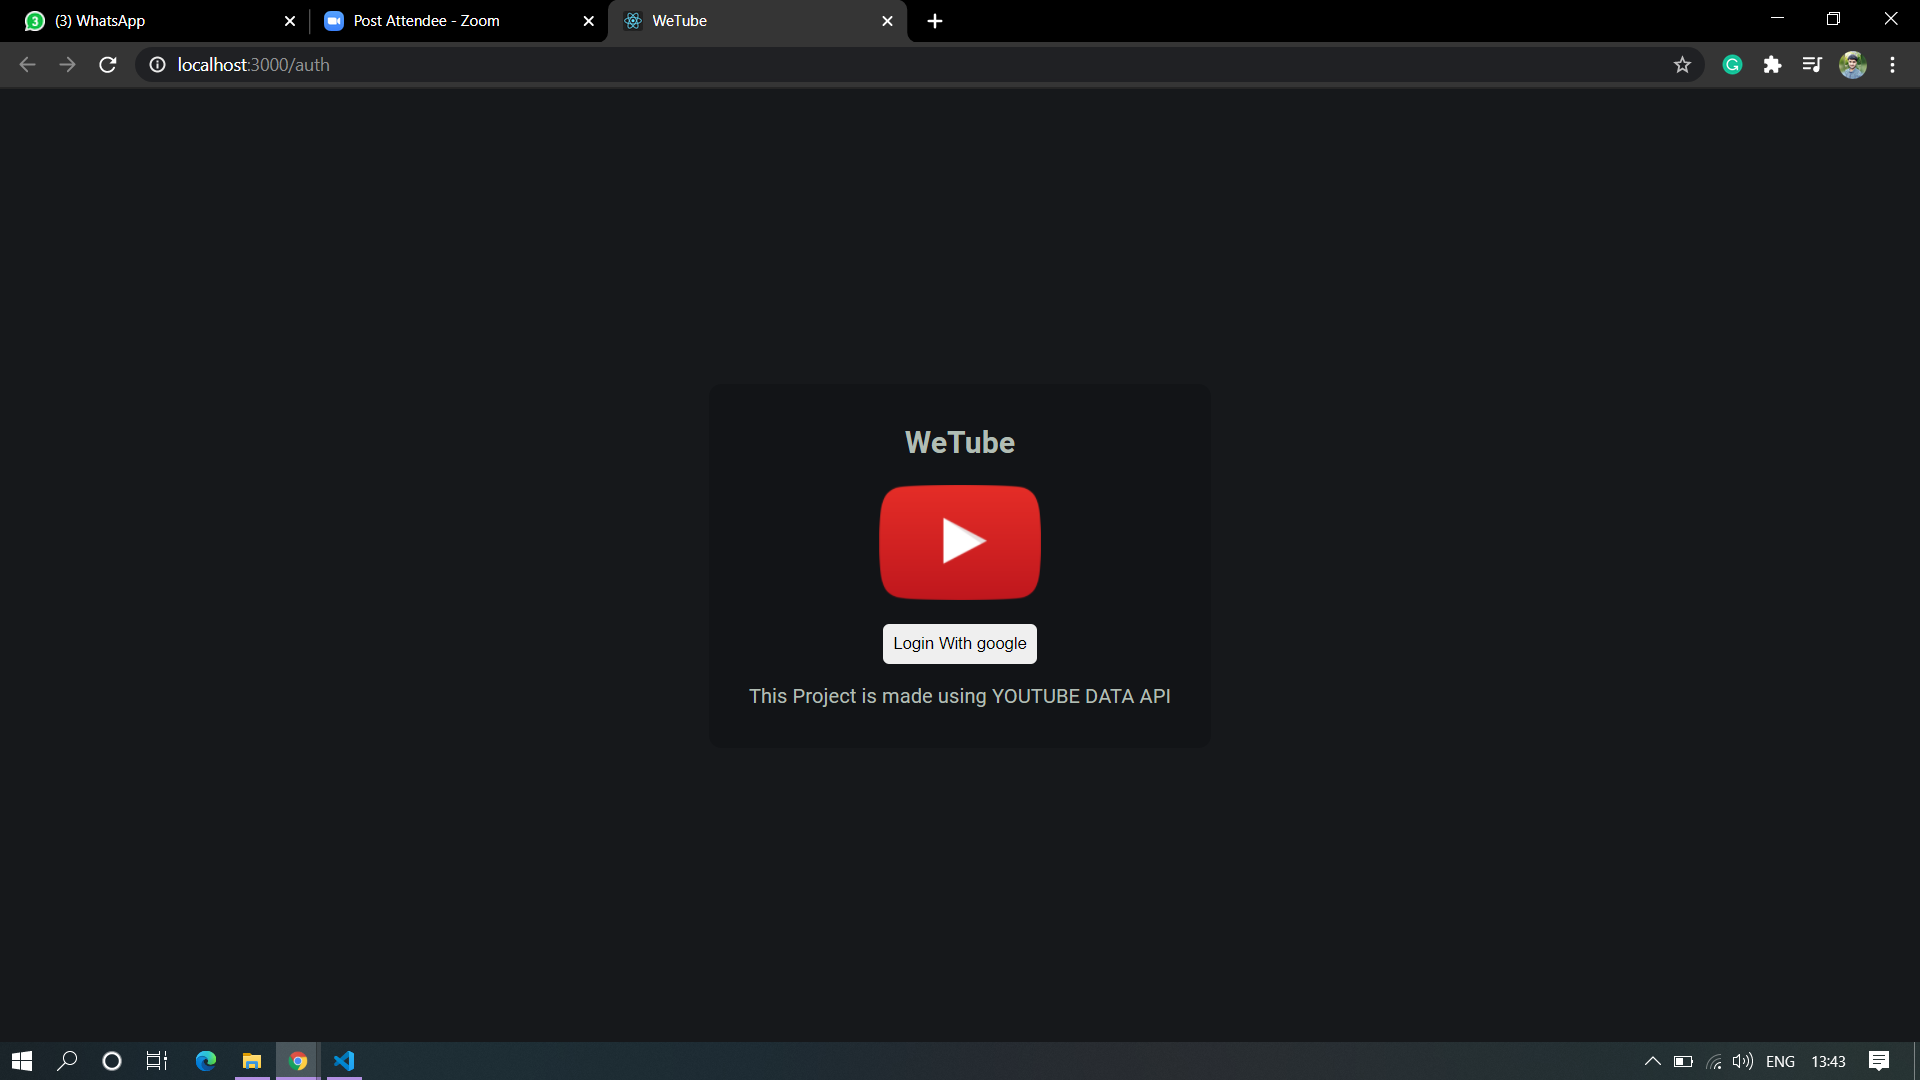 (3) WhatsApp
Post Attendee - Zoom
WeTube
localhost:3000/auth
WeTube
Login With google
This Project is made using YOUTUBE DATA API
ENG
13:43